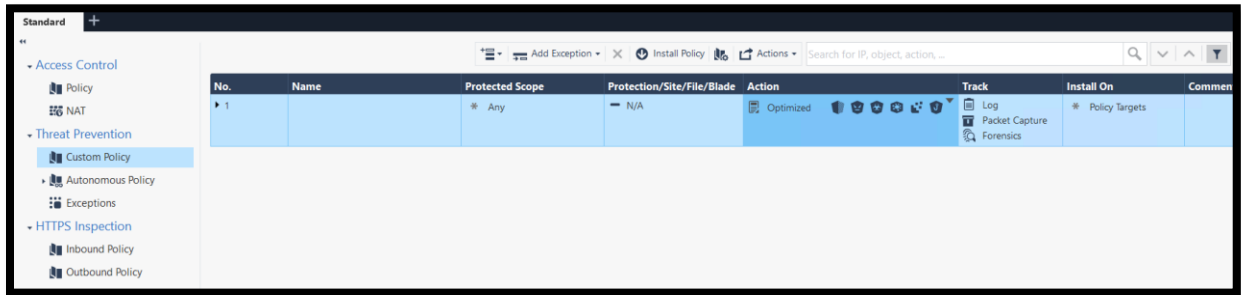 Standard
Add Exception
Install Policy
Actions
Search for IP, object, action, ...
Access Control
Policy
NAT
Threat Prevention
Custom Policy
Autonomous Policy
Exceptions
HTTPS Inspection
Inbound Policy
Outbound Policy
No. Name Protected Scope Protection/Site/File/Blade Action Track Install On Commen
1 Any N/A Optimized Log Policy Targets
Packet Capture
Forensics